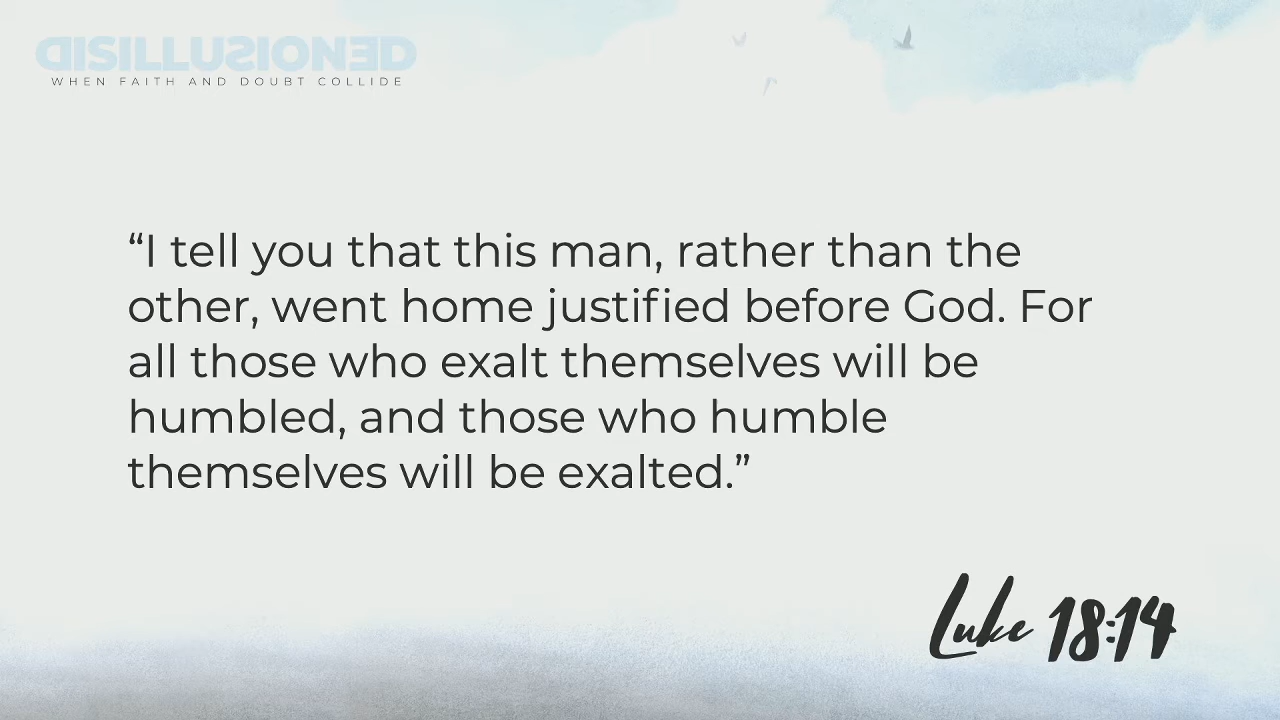 DISILLUSIONED
WHEN FAITH AND DOUBT COLLIDE
“I tell you that this man, rather than the
other, went home justified before God. For
all those who exalt themselves will be
humbled, and those who humble
themselves will be exalted.”
Luke 18:14